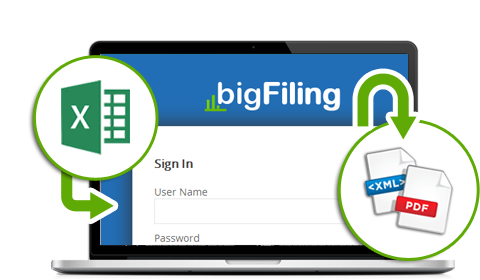 X
bigFiling
Sign In
User Name
<XML>
PDF
Password